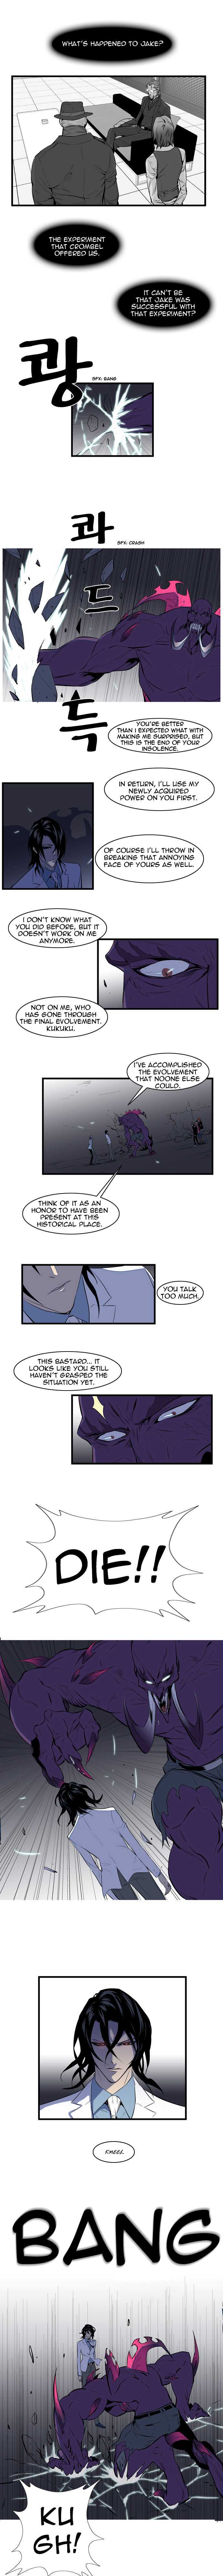 WHAT'S HAPPENED TO JAKE?
THE EXPERIMENT
THAT CROMBEL
OFFERED US.
IT CAN'T BE
THAT JAKE WAS
SUCCESSFUL WITH
THAT EXPERIMENT?
쾅
SFX: BANG
콰
SFX: CRASH
드
득
YOU'RE BETTER
THAN I EXPECTED WHAT WITH
MAKING ME SURPRISED, BUT
THIS IS THE END OF YOUR
INSOLENCE.
IN RETURN, I'LL USE MY
NEWLY ACQUIRED
POWER ON YOU FIRST.
OF COURSE I'LL THROW IN
BREAKING THAT ANNOYING
FACE OF YOURS AS WELL.
I DON'T KNOW WHAT
YOU DID BEFORE, BUT IT
DOESN'T WORK ON ME
ANYMORE.
NOT ON ME, WHO
HAS GONE THROUGH
THE FINAL EVOLVEMENT.
KUKUKU.
I'VE ACCOMPLISHED
THE EVOLVEMENT
THAT NOONE ELSE
COULD.
THINK OF IT AS AN
HONOR TO HAVE BEEN
PRESENT AT THIS
HISTORICAL PLACE.
YOU TALK
TOO MUCH.
THIS BASTARD... IT
LOOKS LIKE YOU STILL
HAVEN'T GRASPED THE
SITUATION YET.
DIE!!
KNEEL.
BANG
KU
GH!